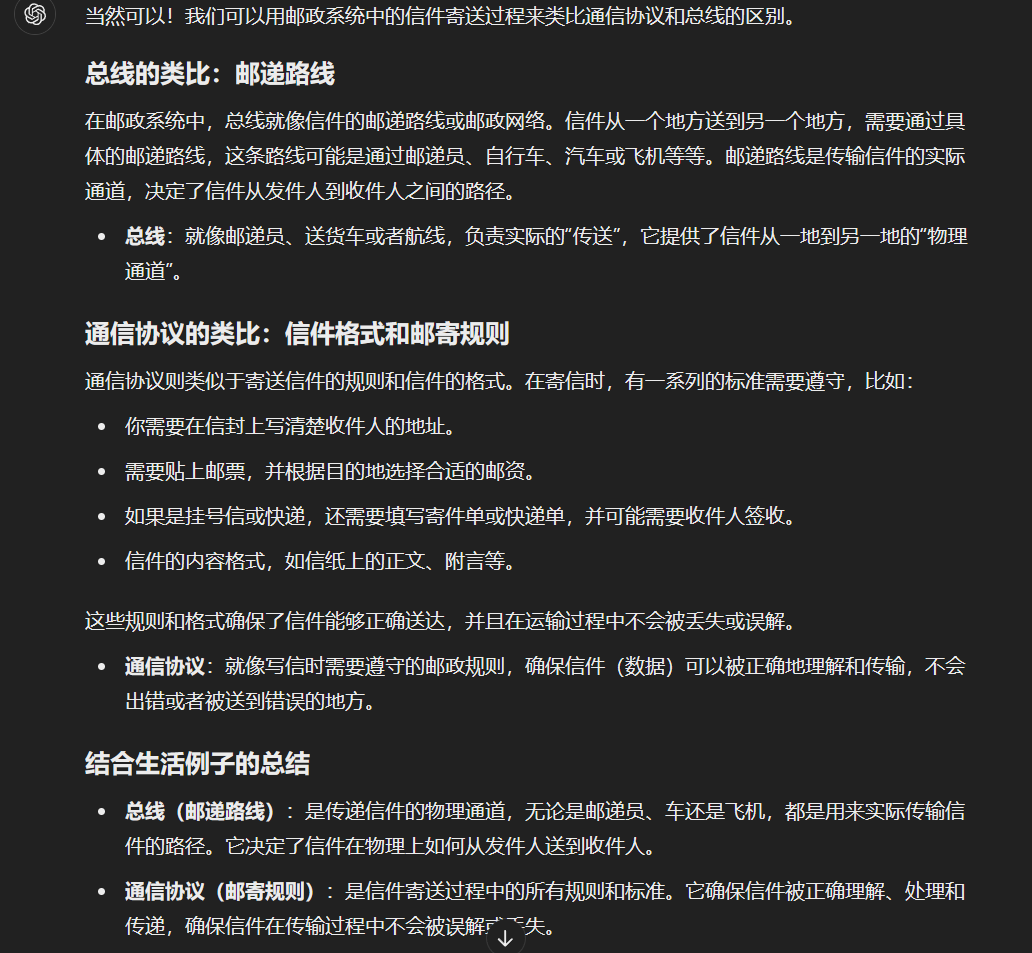 当然可以！我们可以用邮政系统中的信件寄送过程来类比通信协议和总线的区别。
总线的类比：邮递路线
在邮政系统中，总线就像信件的邮递路线或邮政网络。信件从一个地方送到另一个地方，需要通过具
体的邮递路线，这条路线可能是通过邮递员、自行车、汽车或飞机等等。邮递路线是传输信件的实际
通道，决定了信件从发件人到收件人之间的路径。
• 总线：就像邮递员、送货车或者航线，负责实际的“传送”，它提供了信件从一地到另一地的“物理
通道”。
通信协议的类比：信件格式和邮寄规则
通信协议则类似于寄送信件的规则和信件的格式。在寄信时，有一系列的标准需要遵守，比如：
• 你需要在信封上写清楚收件人的地址。
• 需要贴上邮票，并根据目的地选择合适的邮资。
• 如果是挂号信或快递，还需要填写寄件单或快递单，并可能需要收件人签收。
• 信件的内容格式，如信纸上的正文、附言等。
这些规则和格式确保了信件能够正确送达，并且在运输过程中不会被丢失或误解。
• 通信协议：就像写信时需要遵守的邮政规则，确保信件（数据）可以被正确地理解和传输，不会
出错或者被送到错误的地方。
结合生活例子的总结
• 总线（邮递路线）：是传递信件的物理通道，无论是邮递员、车还是飞机，都是用来实际传输信
件的路径。它决定了信件在物理上如何从发件人送到收件人。
• 通信协议（邮寄规则）：是信件寄送过程中的所有规则和标准。它确保信件被正确理解、处理和
传递，确保信件在传输过程中不会被误解或丢失。